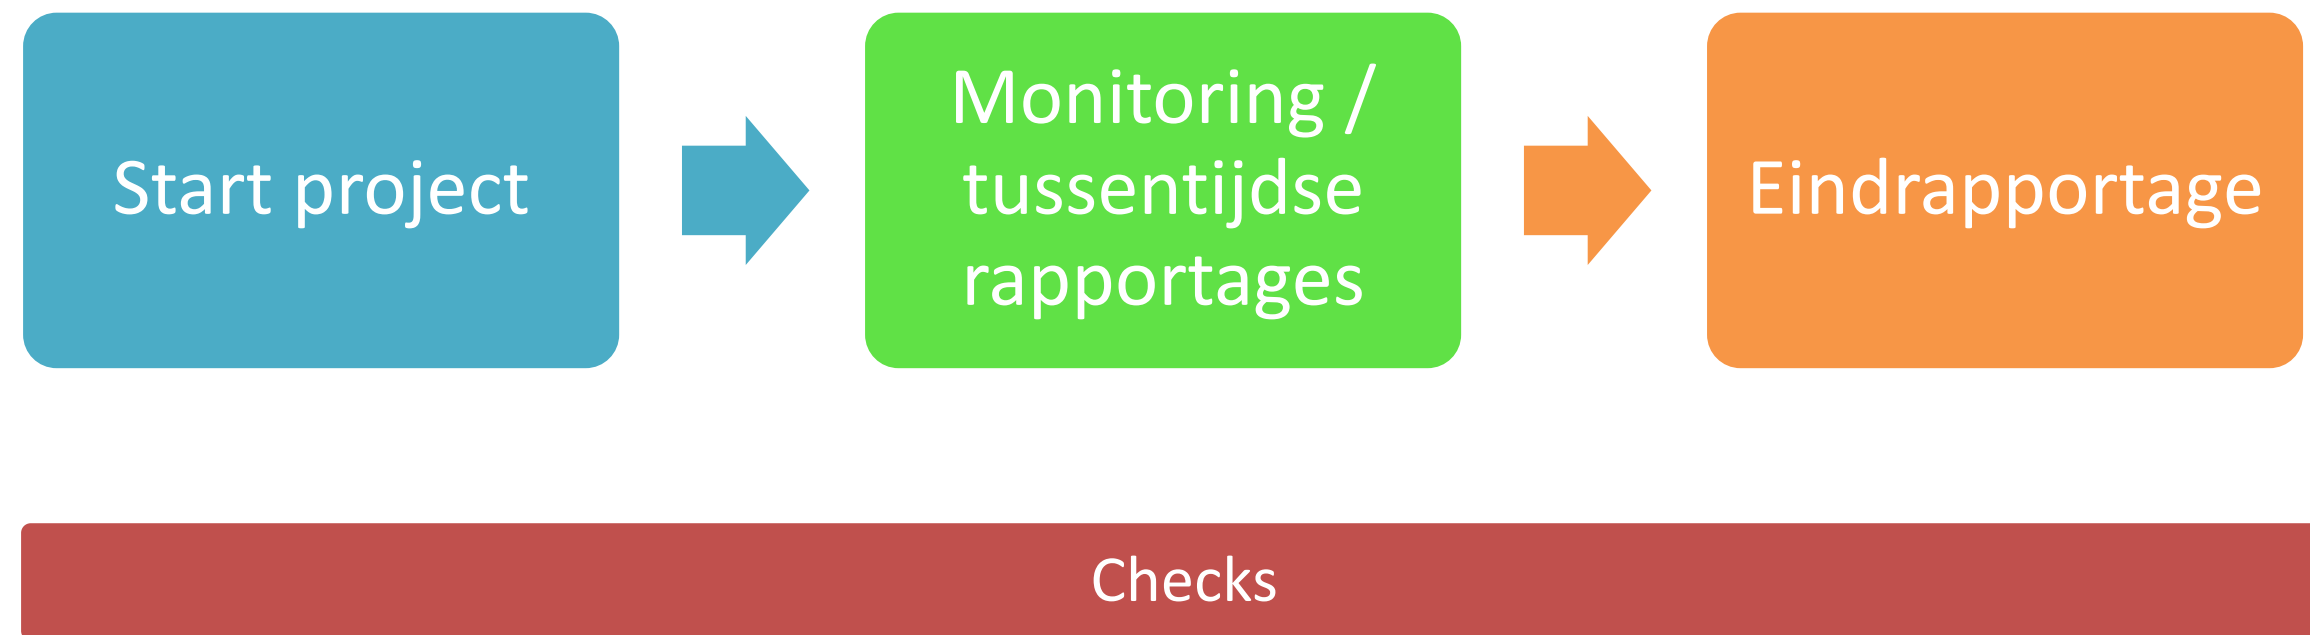 Start project
Monitoring /
tussentijdse
rapportages
Eindrapportage
Checks